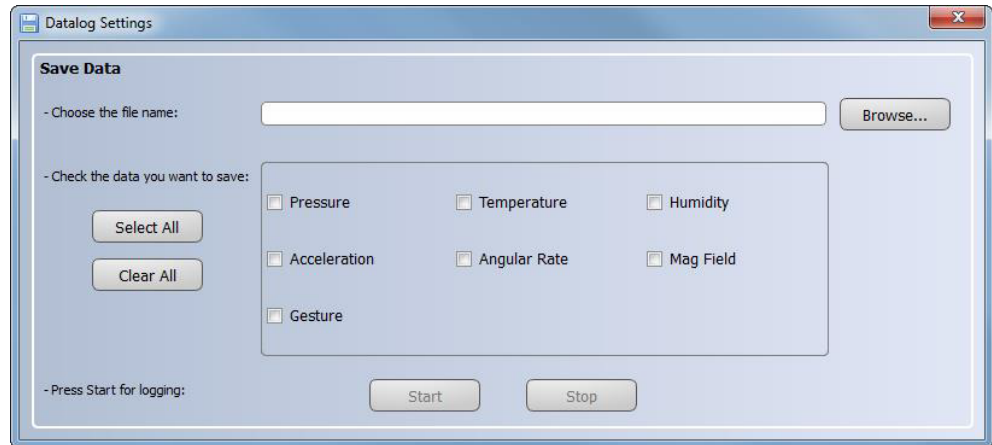 Datalog Settings
Save Data
- Choose the file name:
Browse...
- Check the data you want to save:
Pressure
Temperature
Humidity
Select All
Acceleration
Angular Rate
Mag Field
Clear All
Gesture
- Press Start for logging:
Start
Stop